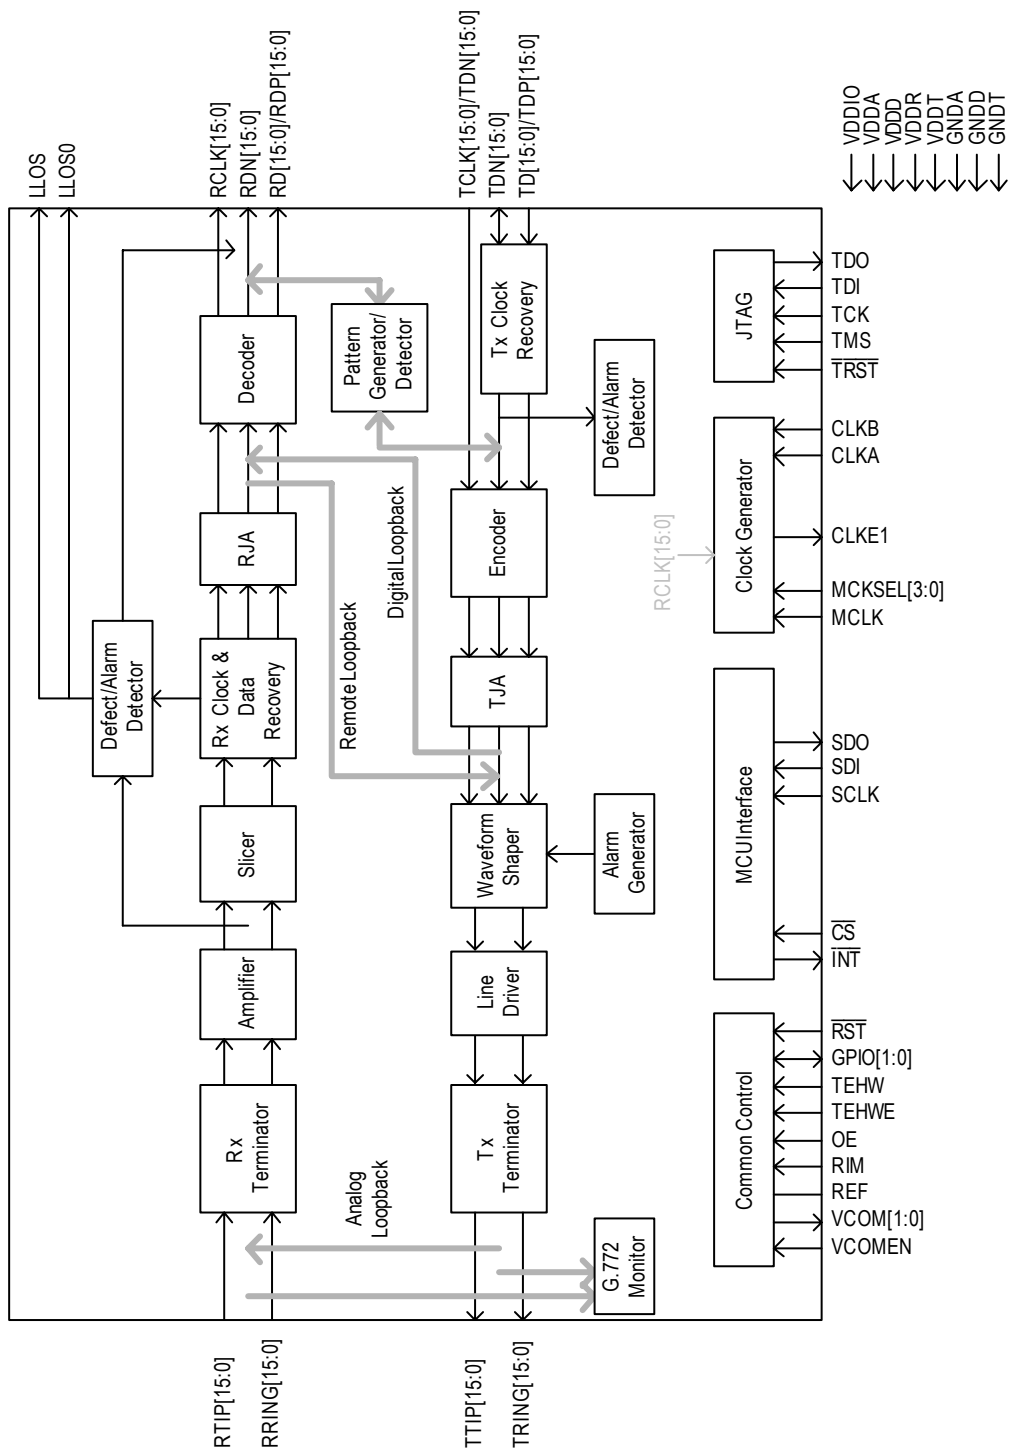 LLOS
LLOS0
RCLK[15:0]
RDN[15:0]
RD[15:0]/RDP[15:0]
TCLK[15:0]/TDN[15:0]
TDN[15:0]
TD[15:0]/TDP[15:0]
VDDIO
VDDA
VDDD
VDDR
VDDT
GNDA
GNDD
GNDT
Decoder
Pattern
Generator/
Detector
Tx Clock
Recovery
Defect/Alarm
Detector
JTAG
TDO
TDI
TCK
TMS
TRST
RJA
Digital Loopback
Encoder
RCLK[15:0]
Clock Generator
CLKB
CLKA
CLKE1
MCKSEL[3:0]
MCLK
Defect/Alarm
Detector
Rx Clock &
Data
Recovery
Remote Loopback
TJA
Slicer
Waveform
Shaper
Alarm
Generator
MCU Interface
SDO
SDI
SCLK
CS
INT
Amplifier
Line
Driver
Rx
Terminator
Analog
Loopback
Tx
Terminator
G.772
Monitor
Common Control
RST
GPIO[1:0]
TEHW
TEHWE
OE
RIM
REF
VCOM[1:0]
VCOMEN
RTIP[15:0]
RRING[15:0]
TTIP[15:0]
TRING[15:0]